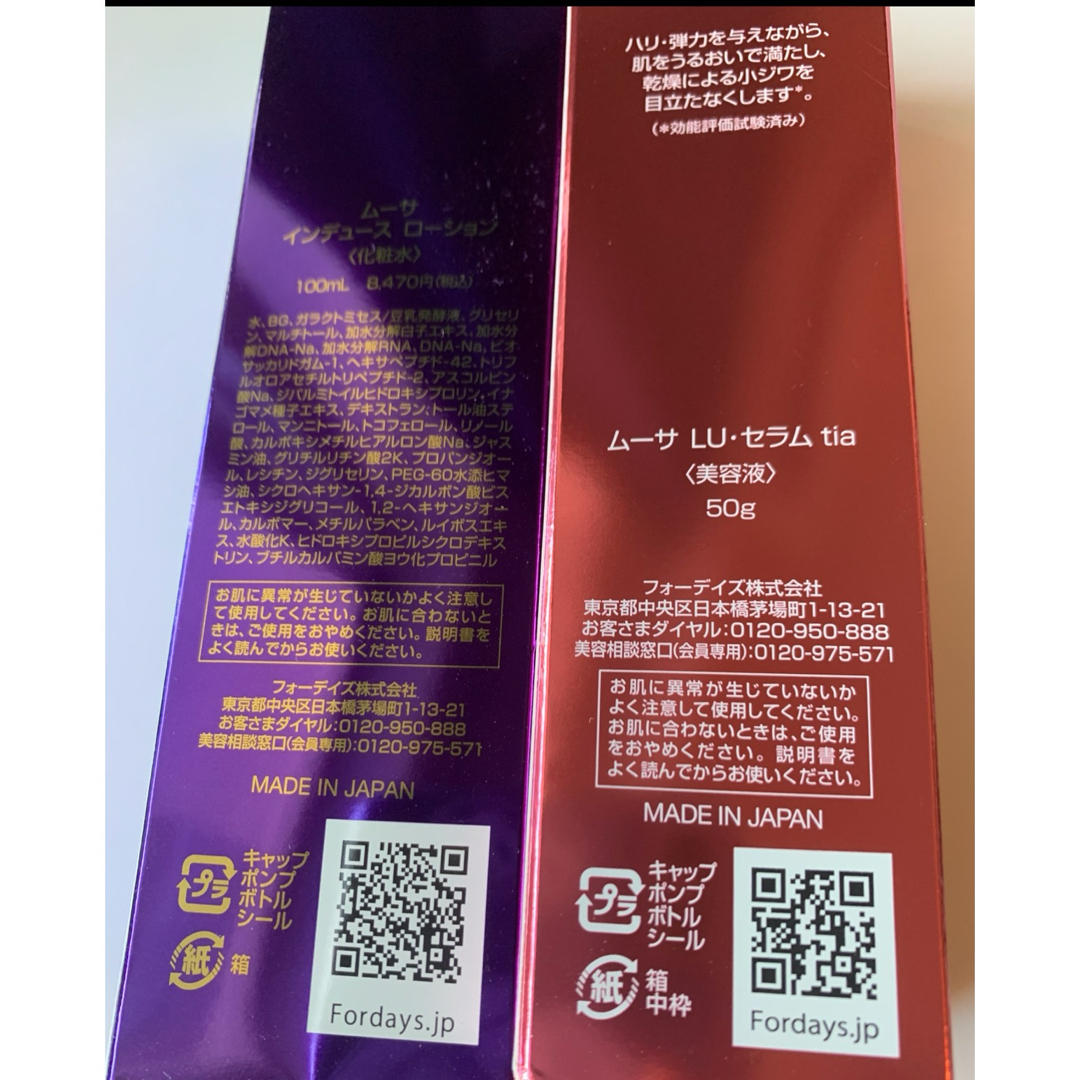 ムーサ
インデュース ローション
〈化粧水〉
100mL 8,470円(税込)
水、BG、ガラクトミセス/豆乳発酵液、グリセリ
ン、マルチトール、加水分解白子エキス、加水分
解DNA-Na、加水分解RNA、DNA-Na、ビオ
サッカリドガム-1、ヘキサペプチド-42、トリフ
ルオロアセチルトリペプチド-2、アスコルビン
酸Na、ジパルミトイルヒドロキシプロリン、イナ
ゴマメ種子エキス、デキストラン、トール油ステ
ロール、マンニトール、トコフェロール、リノール
酸、カルボキシメチルヒアルロン酸Na、ジャス
ミン油、グリチルリチン酸2K、プロパンジオー
ル、レシチン、ジグリセリン、PEG-60水添ヒマ
シ油、シクロヘキサン-1,4-ジカルボン酸ビス
エトキシジグリコール、1,2-ヘキサンジオー
ル、カルボマー、メチルパラベン、ルイボスエキ
ス、水酸化K、ヒドロキシプロピルシクロデキス
トリン、ブチルカルバミン酸ヨウ化プロピニル
お肌に異常が生じていないかよく注意し
て使用してください。お肌に合わないと
きは、ご使用をおやめください。説明書を
よく読んでからお使いください。
フォーデイズ株式会社
東京都中央区日本橋茅場町1-13-21
お客さまダイヤル:0120-950-888
美容相談窓口(会員専用):0120-975-571
MADE IN JAPAN
プラ
キャップ
ポンプ
ボトル
シール
紙
箱
Fordays.jp
ハリ・弾力を与えながら、
肌をうるおいで満たし、
乾燥による小ジワを
目立たなくします*。
(*効能評価試験済み)
ムーサ LU・セラム tia
〈美容液〉
50g
フォーデイズ株式会社
東京都中央区日本橋茅場町1-13-21
お客さまダイヤル:0120-950-888
美容相談窓口(会員専用):0120-975-571
お肌に異常が生じていないか
よく注意して使用してください。
お肌に合わないときは、ご使用
をおやめください。説明書を
よく読んでからお使いください。
MADE IN JAPAN
プラ
キャップ
ポンプ
ボトル
シール
紙
箱
中枠
Fordays.jp